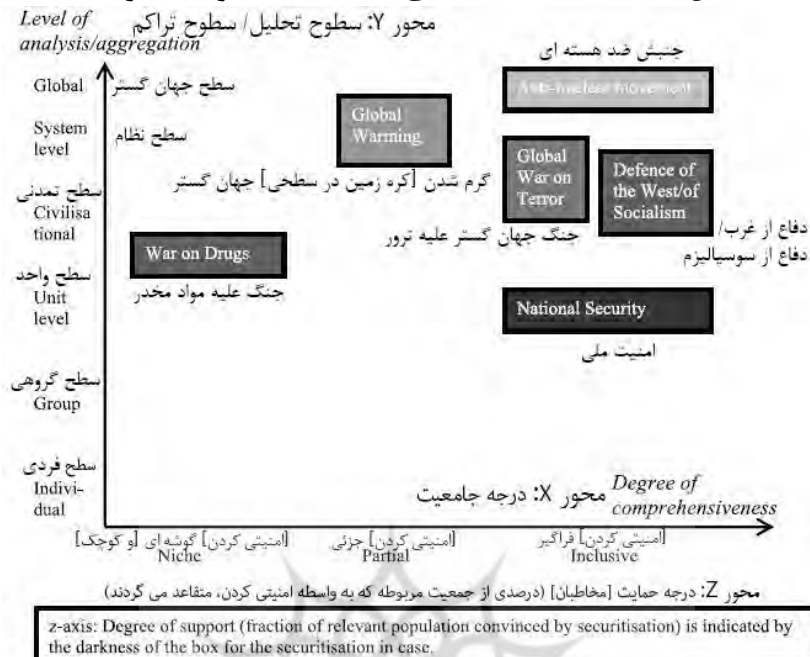 Level of
analysis/aggregation
محور Y: سطوح تحلیل/ سطوح تراکم
جنبش ضد هسته ای
Anti-nuclear movement
Global
سطح جهان گستر
System
level
سطح نظام
Global
Warming
گرم شدن [کره زمین در سطحی] جهان گستر
Global
War on
Terror
جنگ جهان گستر علیه ترور
Defence of
the West/of
Socialism
دفاع از غرب/
دفاع از سوسیالیزم
سطح تمدنی
Civilisa
tional
War on Drugs
جنگ علیه مواد مخدر
سطح واحد
Unit
level
National Security
امنیت ملی
سطح گروهی
Group
سطح فردی
Indivi-
dual
محور X: درجه جامعیت
Degree of
comprehensiveness
[امنیتی کردن] گوشه ای [و کوچک]
Niche
[امنیتی کردن] جزئی
Partial
[امنیتی کردن] فراگیر
Inclusive
محور Z: درجه حمایت [مخاطبان] (درصدی از جمعیت مربوطه که به واسطه امنیتی کردن، متقاعد می گردند)
z-axis: Degree of support (fraction of relevant population convinced by securitisation) is indicated by
the darkness of the box for the securitisation in case.